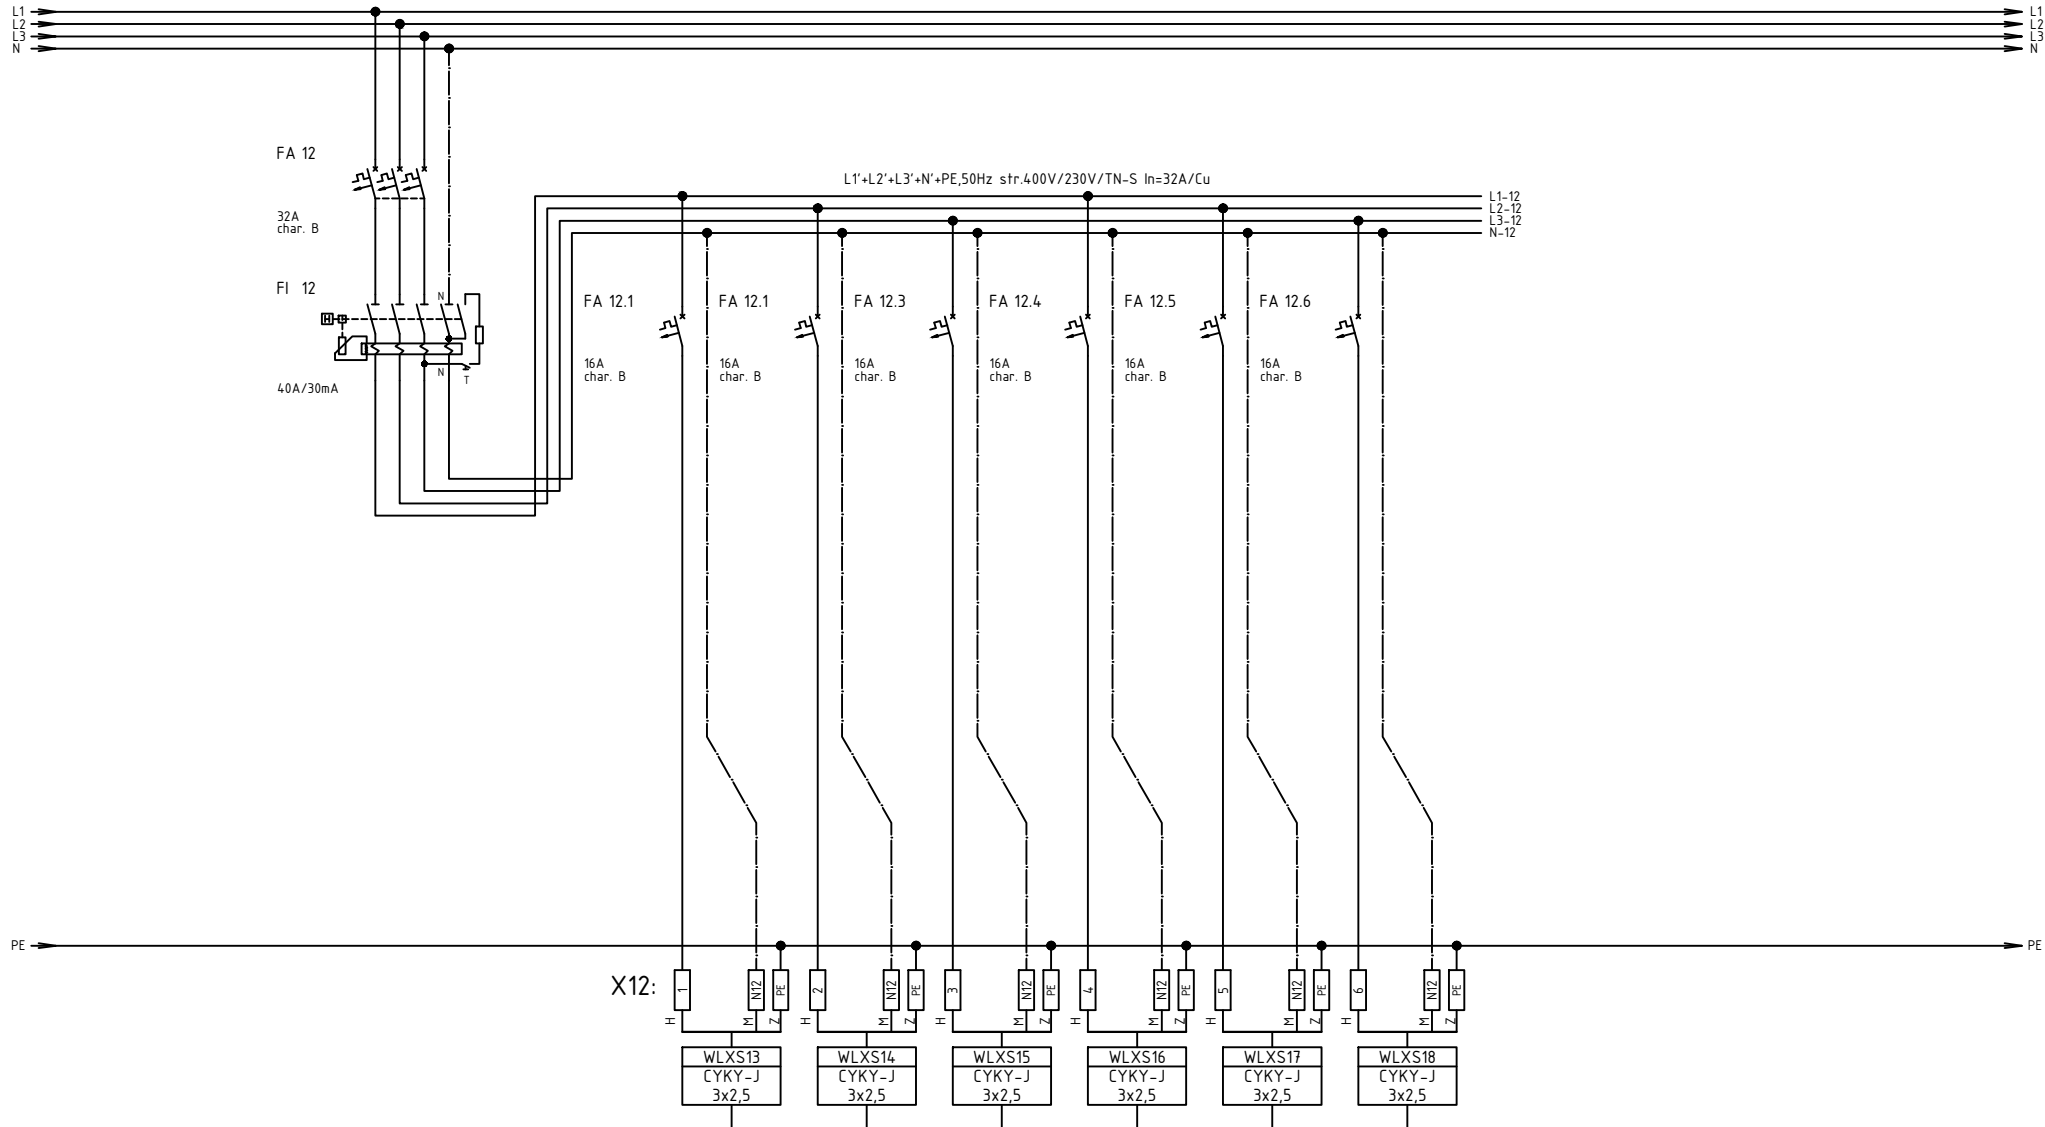 L1
L1
L2
L2
L3
L3
N
N
FA 12
32A
char. B
L1'+L2'+L3'+N'+PE,50Hz str.400V/230V/TN-S In=32A/Cu
L1-12
L2-12
L3-12
N-12
FI 12
N
N
T
40A/30mA
FA 12.1
16A
char. B
FA 12.1
16A
char. B
FA 12.3
16A
char. B
FA 12.4
16A
char. B
FA 12.5
16A
char. B
FA 12.6
16A
char. B
PE
PE
X12:
1
N12
PE
2
N12
PE
3
N12
PE
4
N12
PE
5
N12
PE
6
N12
PE
H
M
Z
H
M
Z
H
M
Z
H
M
Z
H
M
Z
H
M
Z
WLXS13
CYKY-J
3x2,5
WLXS14
CYKY-J
3x2,5
WLXS15
CYKY-J
3x2,5
WLXS16
CYKY-J
3x2,5
WLXS17
CYKY-J
3x2,5
WLXS18
CYKY-J
3x2,5